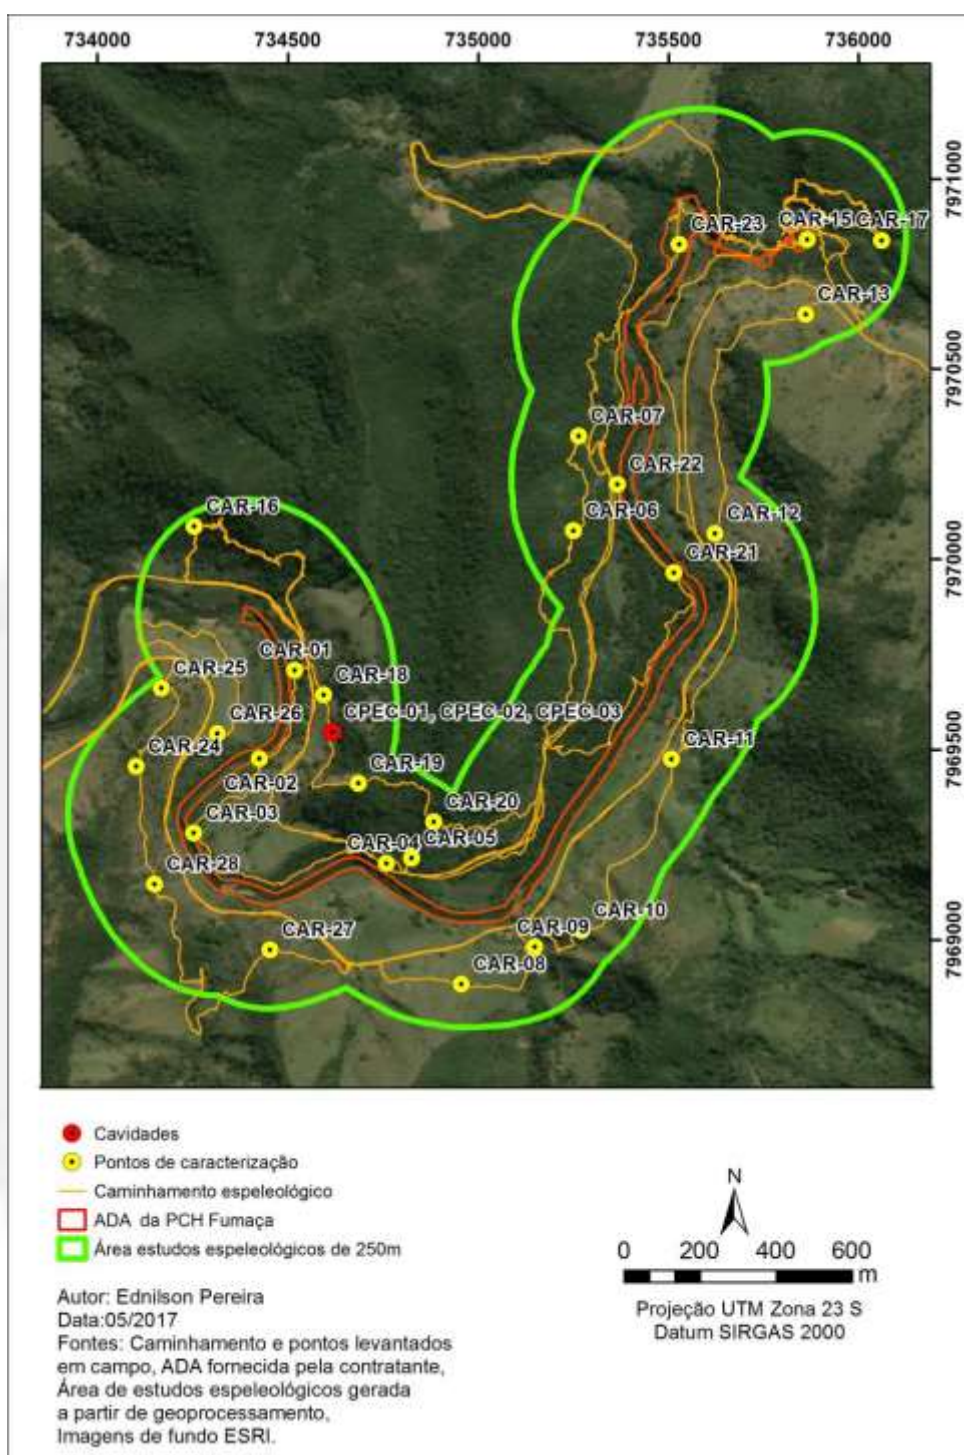 734000 734500 735000 735500 736000
7971000
7970500
7970000
7969500
7969000
CAR-23
CAR-15
CAR-17
CAR-13
CAR-07
CAR-22
CAR-06
CAR-12
CAR-21
CAR-16
CAR-01
CAR-18
CAR-25
CPEC-01, CPEC-02, CPEC-03
CAR-26
CAR-24
CAR-02
CAR-19
CAR-11
CAR-03
CAR-20
CAR-04
CAR-05
CAR-28
CAR-10
CAR-27
CAR-09
CAR-08
Cavidades
Pontos de caracterização
Caminhamento espeleológico
ADA da PCH Fumaça
Área estudos espeleológicos de 250m
N
0 200 400 600
m
Projeção UTM Zona 23 S
Datum SIRGAS 2000
Autor: Ednilson Pereira
Data:05/2017
Fontes: Caminhamento e pontos levantados
em campo, ADA fornecida pela contratante,
Área de estudos espeleológicos gerada
a partir de geoprocessamento,
Imagens de fundo ESRI.